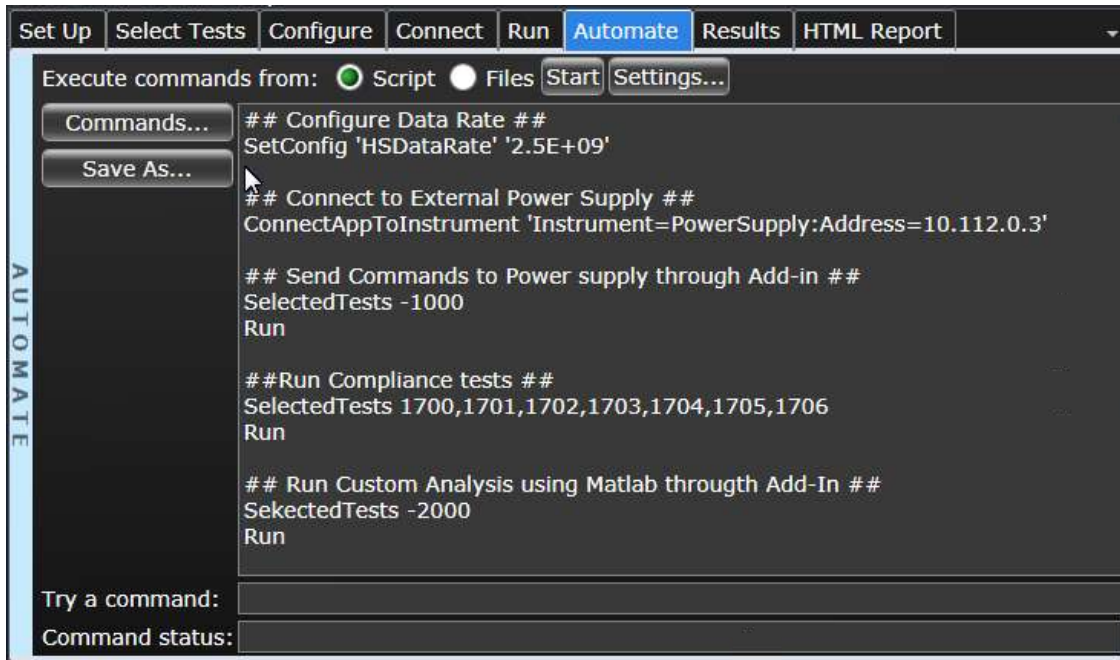 Set Up Select Tests Configure Connect Run Automate Results HTML Report
Execute commands from: Script Files Start Settings...
Commands...
Save As...
## Configure Data Rate ##
SetConfig 'HSDataRate' '2.5E+09'
## Connect to External Power Supply ##
ConnectAppToInstrument 'Instrument=PowerSupply:Address=10.112.0.3'
## Send Commands to Power supply through Add-in ##
SelectedTests -1000
Run
##Run Compliance tests ##
SelectedTests 1700,1701,1702,1703,1704,1705,1706
Run
## Run Custom Analysis using Matlab througth Add-In ##
SekectedTests -2000
Run
AUTOMATE
Try a command:
Command status: